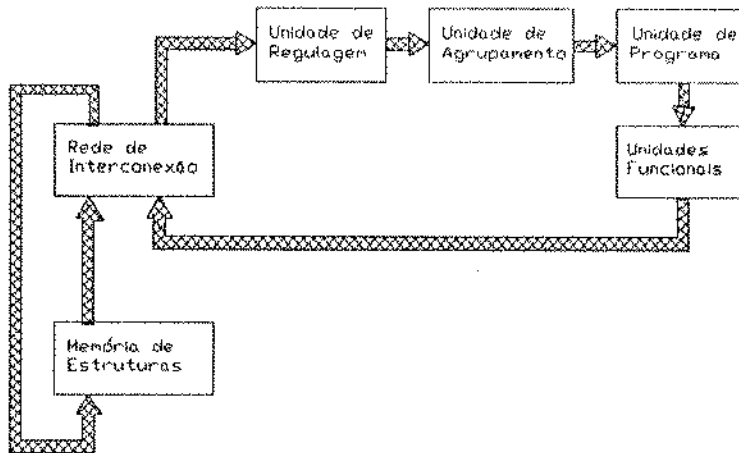 Unidade de
Regulagem
Unidade de
Agrupamento
Unidade de
Programa
Rede de
Interconexão
Unidades
Funcionais
Memória de
Estruturas